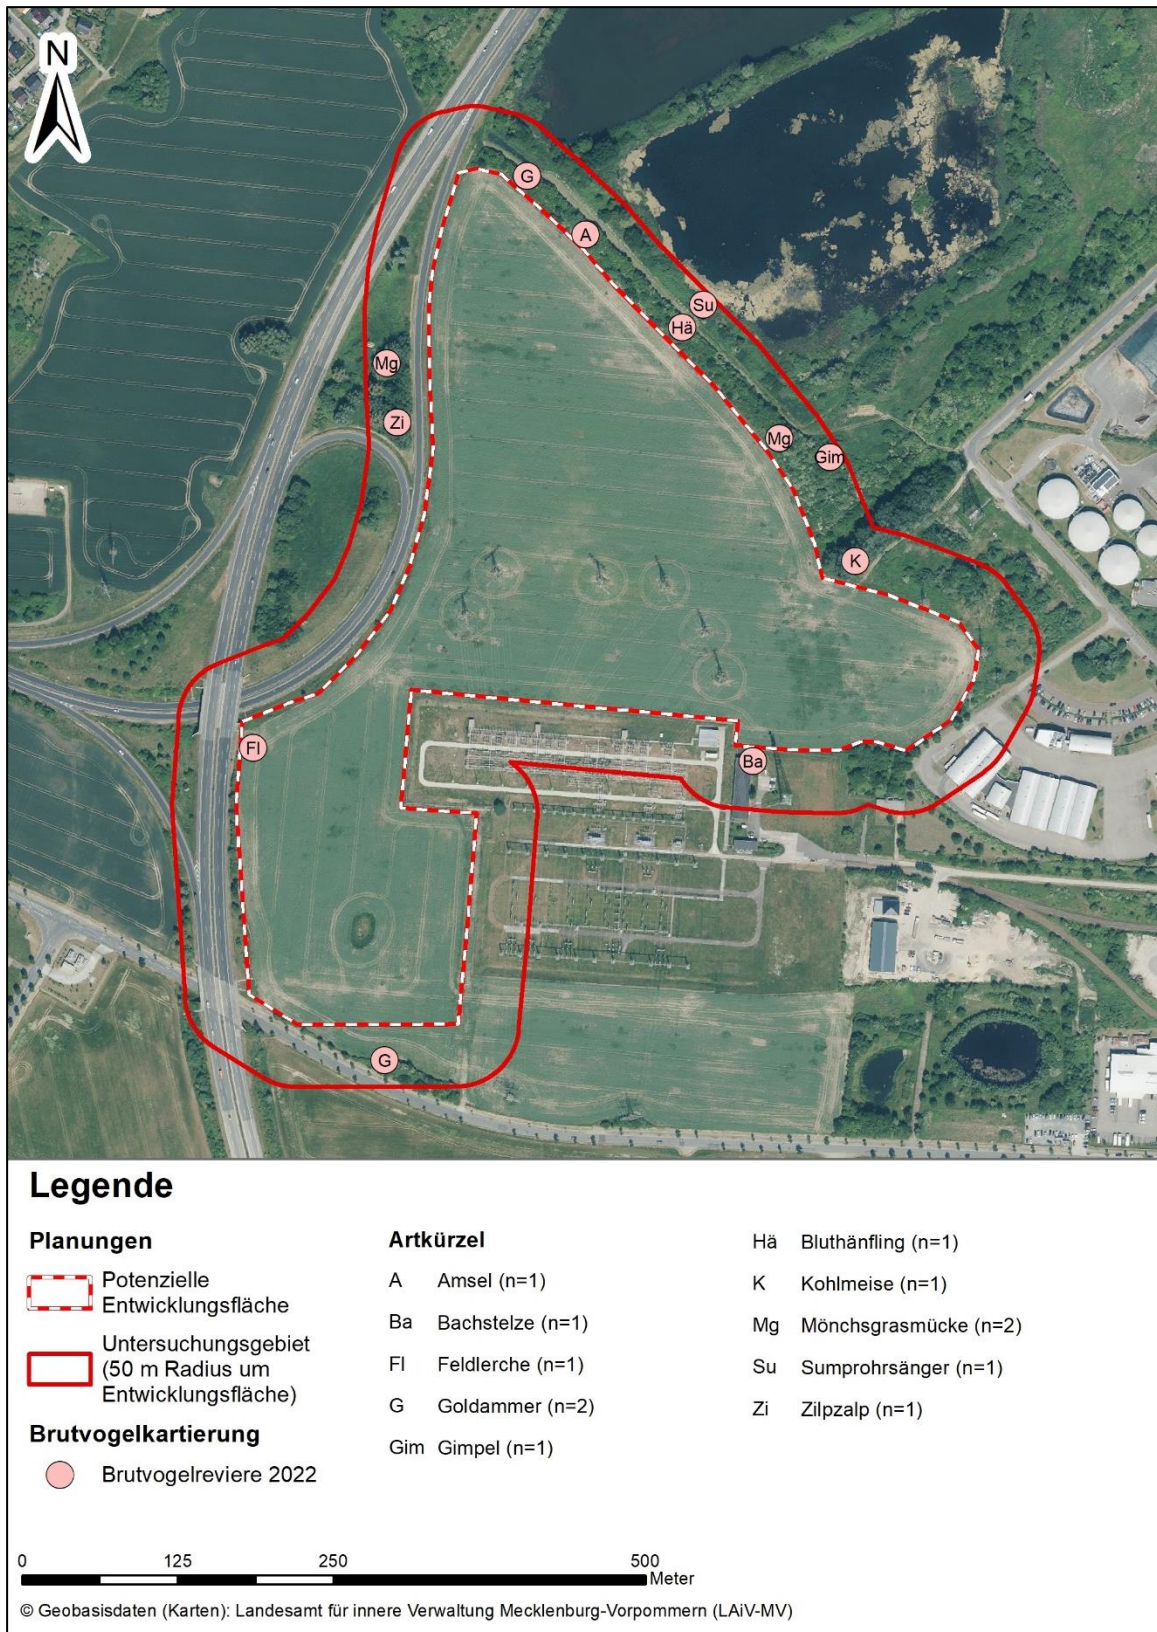 N
G
A
Su
Hä
Mg
Zi
Mg
Gim
K
Fl
Ba
G
Legende
Planungen
Potenzielle
Entwicklungsfläche
Untersuchungsgebiet
(50 m Radius um
Entwicklungsfläche)
Brutvogelkartierung
Brutvogelreviere 2022
Artkürzel
A Amsel (n=1)
Ba Bachstelze (n=1)
Fl Feldlerche (n=1)
G Goldammer (n=2)
Gim Gimpel (n=1)
Hä Bluthänfling (n=1)
K Kohlmeise (n=1)
Mg Mönchsgrasmücke (n=2)
Su Sumprohrsänger (n=1)
Zi Zilpzalp (n=1)
0 125 250 500
Meter
© Geobasisdaten (Karten): Landesamt für innere Verwaltung Mecklenburg-Vorpommern (LAiV-MV)